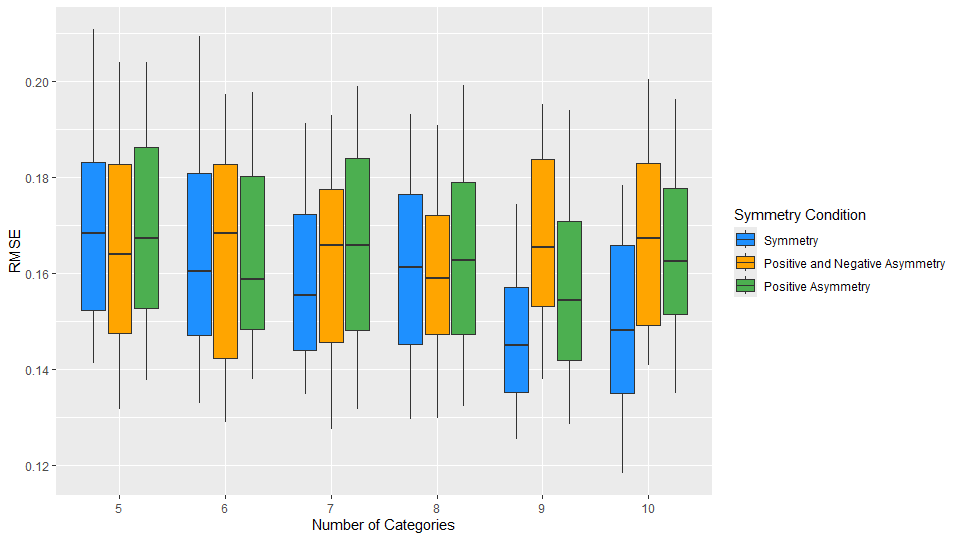 RMSE
0.20
0.18
0.16
0.14
0.12
5 6 7 8 9 10
Number of Categories
Symmetry Condition
Symmetry
Positive and Negative Asymmetry
Positive Asymmetry